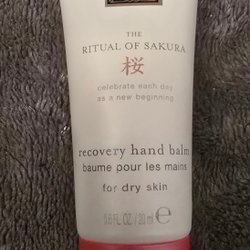 THE
RITUAL OF SAKURA
桜
celebrate each day
as a new beginning
recovery hand balm
baume pour les mains
for dry skin
0.6 FL.OZ / 20 ml ℮